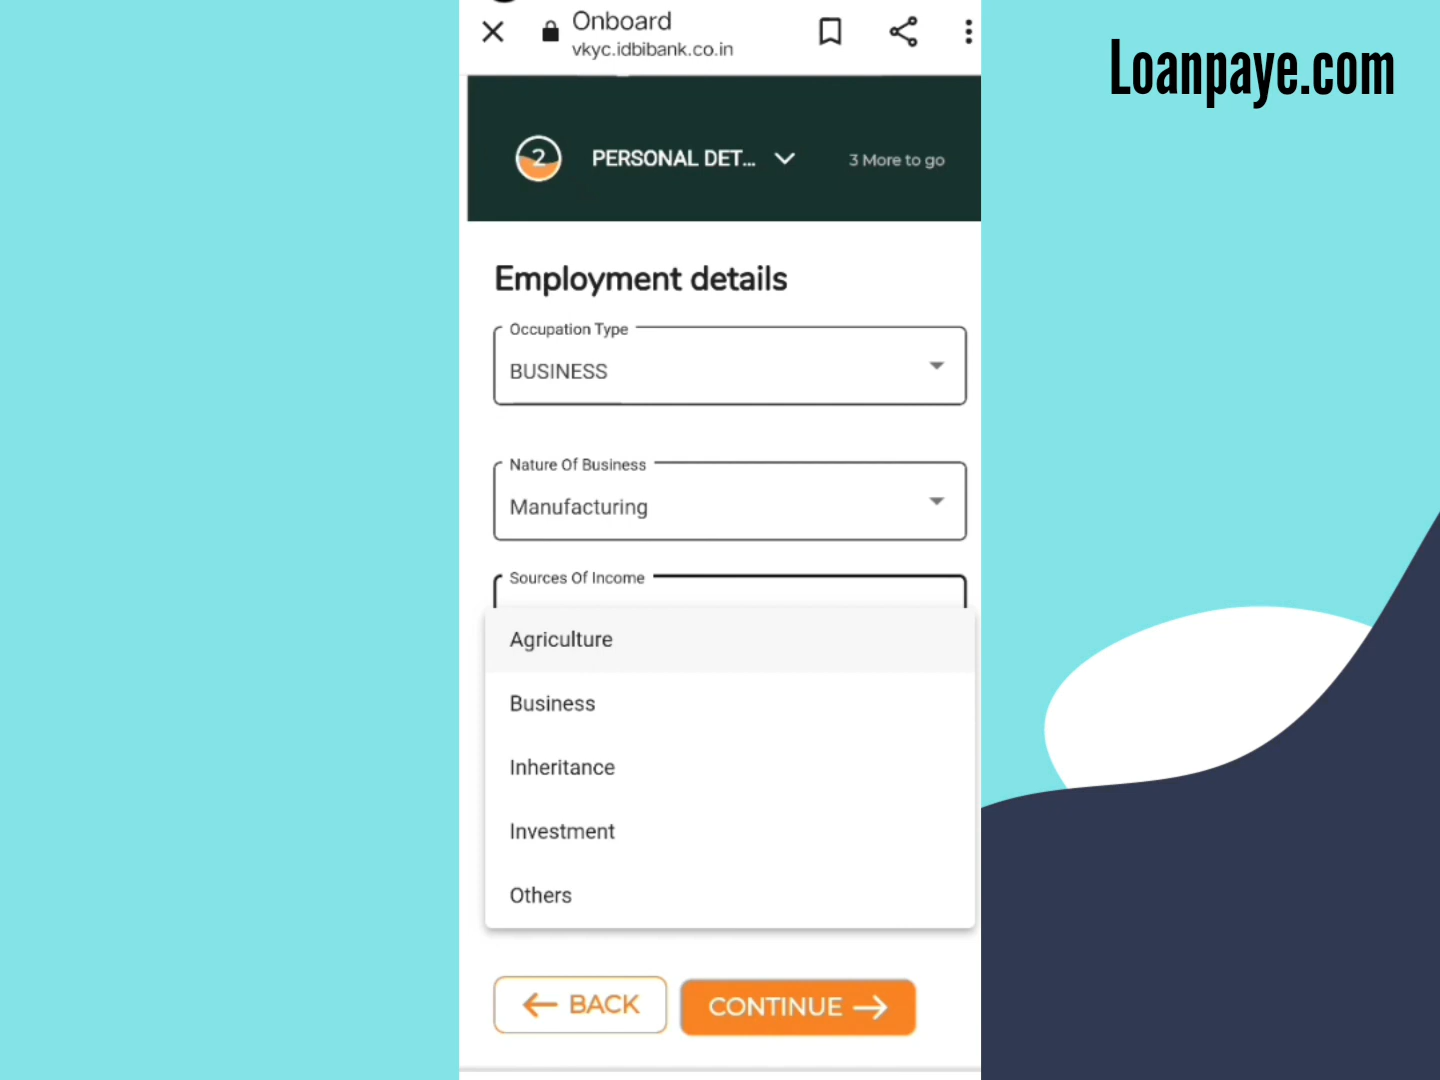 Onboard
vkyc.idbibank.co.in
Loanpaye.com
2 PERSONAL DET... 3 More to go
Employment details
Occupation Type
BUSINESS
Nature Of Business
Manufacturing
Sources Of Income
Agriculture
Business
Inheritance
Investment
Others
BACK CONTINUE